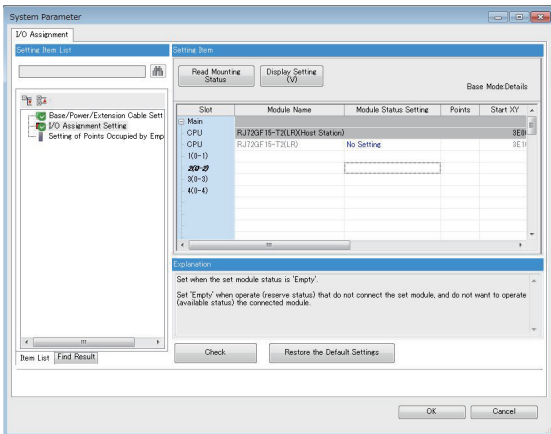 System Parameter
I/O Assignment
Setting Item List
Setting Item
Read Mounting Status
Display Setting (V)
Base Mode:Details
Base/Power/Extension Cable Sett
I/O Assignment Setting
Setting of Points Occupied by Emp
Slot Module Name Module Status Setting Points Start XY
Main
CPU RJ72GF15-T2(LR)(Host Station) 3E0
CPU RJ72GF15-T2(LR) No Setting 3E1
1(0-1)
2(0-2)
3(0-3)
4(0-4)
Explanation
Set when the set module status is 'Empty'.
Set 'Empty' when operate (reserve status) that do not connect the set module, and do not want to operate
(available status) the connected module.
Item List Find Result
Check Restore the Default Settings
OK Cancel